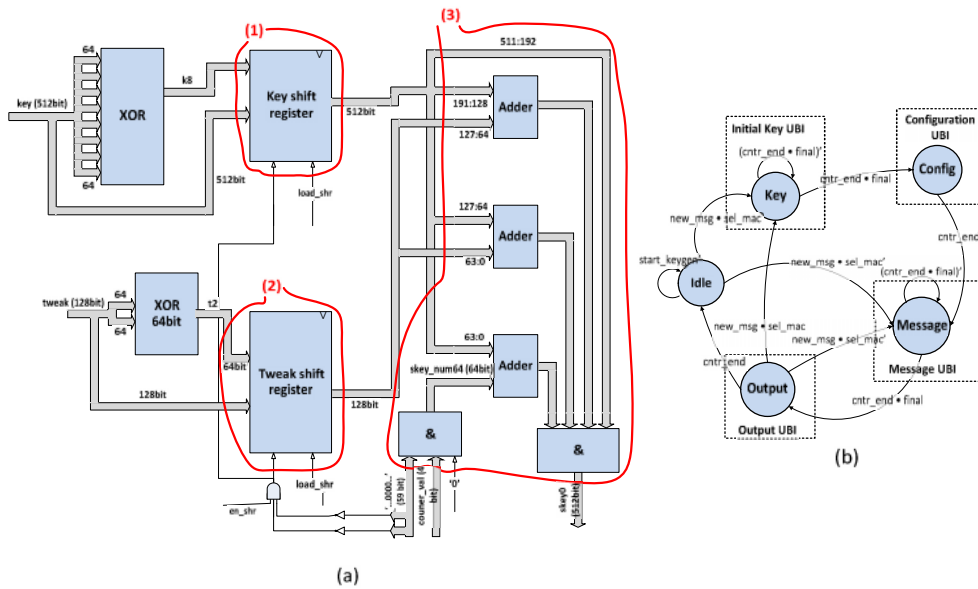 (1)
(3)
511:192
64
key (512bit)
XOR
64
k8
Key shift
register
512bit
512bit
load_shr
191:128
127:64
Adder
127:64
63:0
Adder
63:0
skey_num64 (64bit)
Adder
tweak (128bit)
64
64
XOR
64bit
t2
(2)
64bit
Tweak shift
register
128bit
128bit
load_shr
en_shr
&
&
'...0000..'
(59 bit)
couner_val (4
bit)
'0'
skey0
(512bit)
(a)
Initial Key UBI
(cntr_end • final)'
Key
cntr_end • final
Configuration
UBI
Config
new_msg • sel_mac'
cntr_end
start_keygen'
Idle
new_msg • sel_mac'
(cntr_end • final)'
Message
Message UBI
new_msg • sel_mac
new_msg • sel_mac'
cntr_end
Output
Output UBI
cntr_end • final
(b)